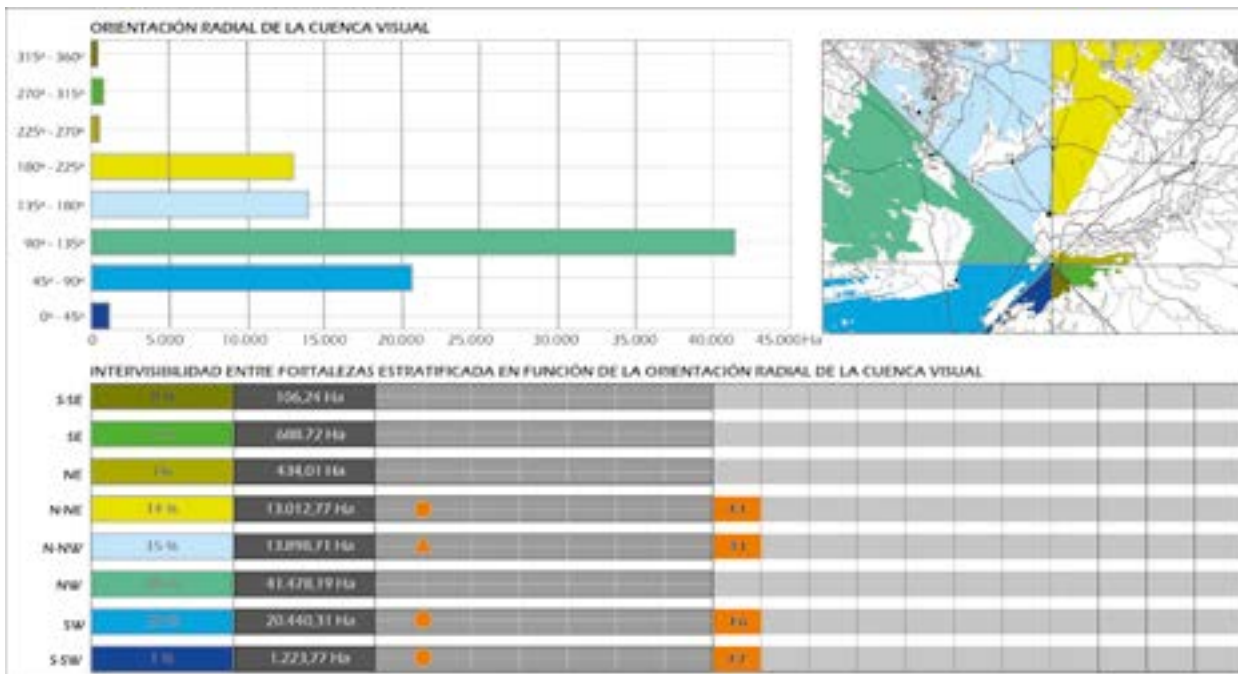 ORIENTACIÓN RADIAL DE LA CUENCA VISUAL
315º - 360º
270º - 315º
225º - 270º
180º - 225º
135º - 180º
90º - 135º
45º - 90º
0º - 45º
0 5.000 10.000 15.000 20.000 25.000 30.000 35.000 40.000 45.000Ha
INTERVISIBILIDAD ENTRE FORTALEZAS ESTRATIFICADA EN FUNCIÓN DE LA ORIENTACIÓN RADIAL DE LA CUENCA VISUAL
S-SE 106,24 Ha
SE 688,72 Ha
NE 434,01 Ha
N-NE 14 % 13.012,77 Ha
N-NW 15 % 13.898,71 Ha
NW 41.478,19 Ha
SW 20.440,31 Ha
S-SW 1 % 1.223,77 Ha